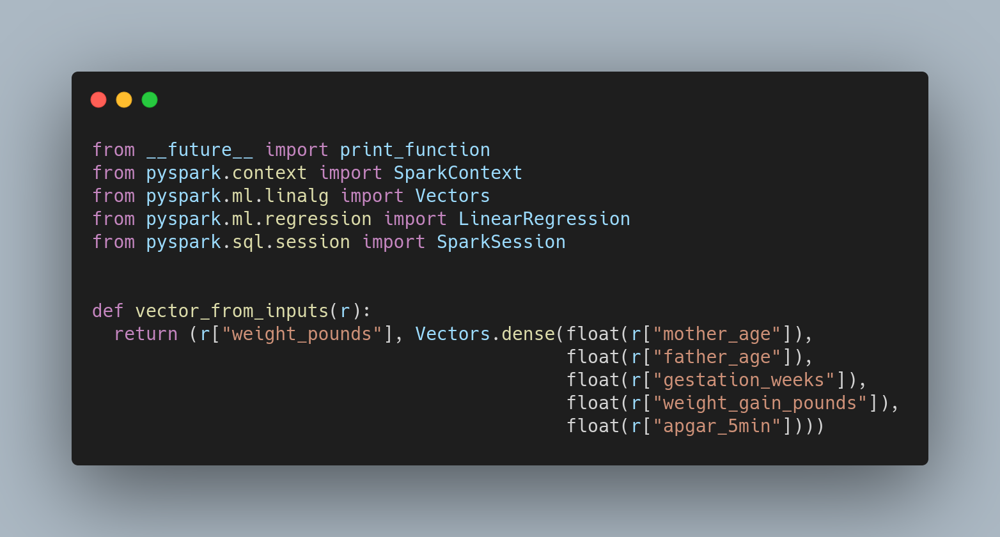 from __future__ import print_function
from pyspark.context import SparkContext
from pyspark.ml.linalg import Vectors
from pyspark.ml.regression import LinearRegression
from pyspark.sql.session import SparkSession
def vector_from_inputs(r):
  return (r["weight_pounds"], Vectors.dense(float(r["mother_age"]),
                                            float(r["father_age"]),
                                            float(r["gestation_weeks"]),
                                            float(r["weight_gain_pounds"]),
                                            float(r["apgar_5min"])))